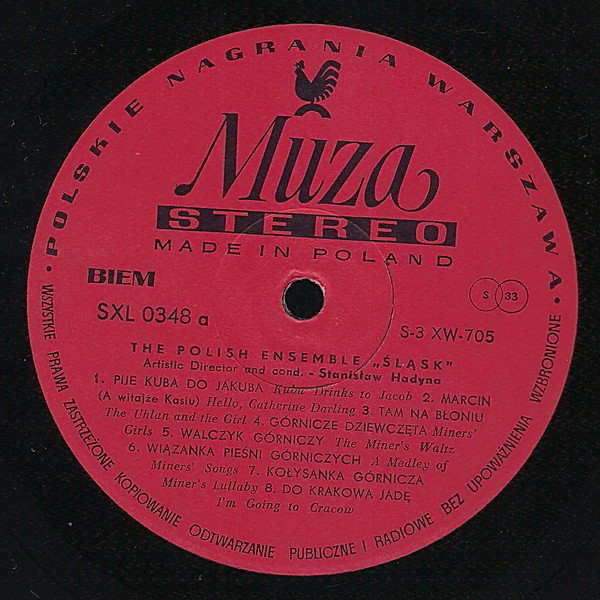 • POLSKIE NAGRANIA WARSZAWA •
Muza
STEREO
MADE IN POLAND
BIEM
SXL 0348 a
S 33
S-3 XW-705
THE POLISH ENSEMBLE „ŚLĄSK”
Artistic Director and cond. - Stanisław Hadyna
1. PIJE KUBA DO JAKUBA Kuba Drinks to Jacob 2. MARCIN
(A witajże Kasiu) Hello, Catherine Darling 3. TAM NA BŁONIU
The Uhlan and the Girl 4. GÓRNICZE DZIEWCZĘTA Miners'
Girls 5. WALCZYK GÓRNICZY The Miner's Waltz
6. WIĄZANKA PIEŚNI GÓRNICZYCH A Medley of
Miners' Songs 7. KOŁYSANKA GÓRNICZA
Miner's Lullaby 8. DO KRAKOWA JADĘ
I'm Going to Cracow
WSZYSTKIE PRAWA ZASTRZEŻONE KOPIOWANIE ODTWARZANIE PUBLICZNE I RADIOWE BEZ UPOWAŻNIENIA WZBRONIONE